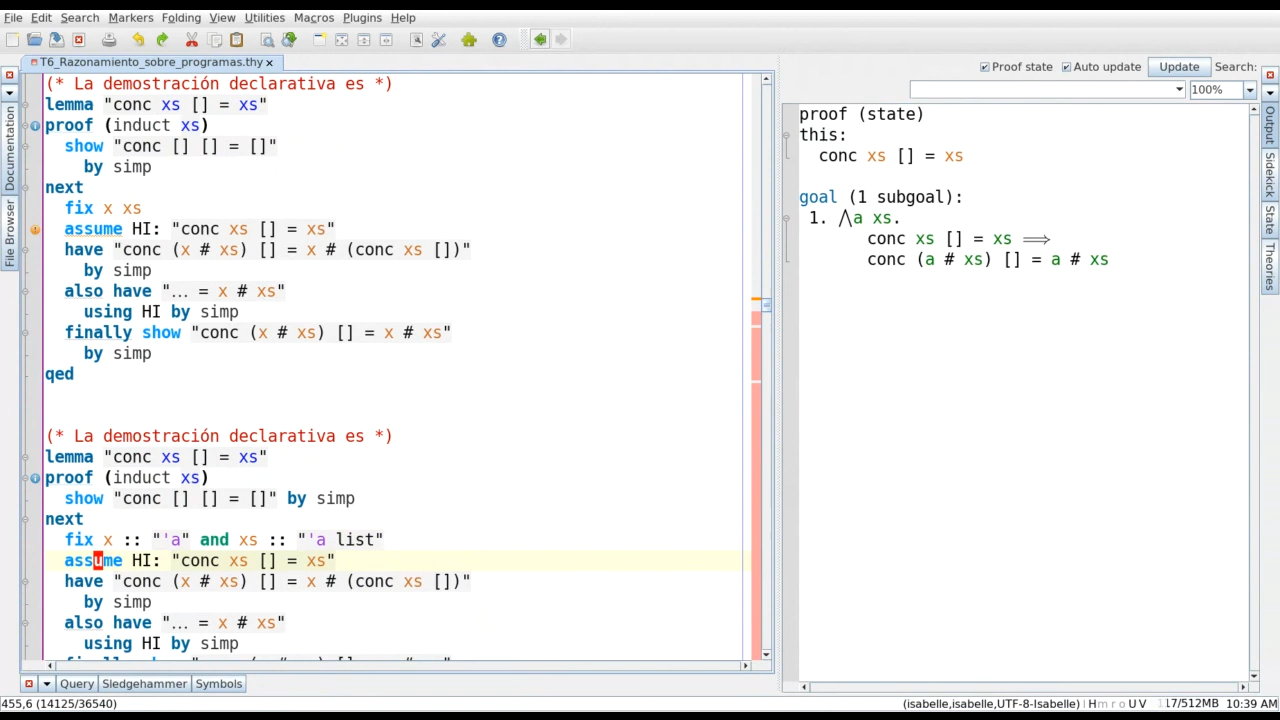 File Edit Search Markers Folding View Utilities Macros Plugins Help
T6_Razonamiento_sobre_programas.thy
(* La demostración declarativa es *)
lemma "conc xs [] = xs"
proof (induct xs)
show "conc [] [] = []"
by simp
next
fix x xs
assume HI: "conc xs [] = xs"
have "conc (x # xs) [] = x # (conc xs [])"
by simp
also have "... = x # xs"
using HI by simp
finally show "conc (x # xs) [] = x # xs"
by simp
qed
(* La demostración declarativa es *)
lemma "conc xs [] = xs"
proof (induct xs)
show "conc [] [] = []" by simp
next
fix x :: "'a" and xs :: "'a list"
assume HI: "conc xs [] = xs"
have "conc (x # xs) [] = x # (conc xs [])"
by simp
also have "... = x # xs"
using HI by simp
Documentation
File Browser
Query Sledgehammer Symbols
Proof state Auto update Update Search:
100%
proof (state)
this:
conc xs [] = xs
goal (1 subgoal):
1. ⋀a xs.
conc xs [] = xs ⟹
conc (a # xs) [] = a # xs
Output
Sidekick
State
Theories
455,6 (14125/36540)
(isabelle,isabelle,UTF-8-Isabelle) H m r o U V 17/512MB 10:39 AM